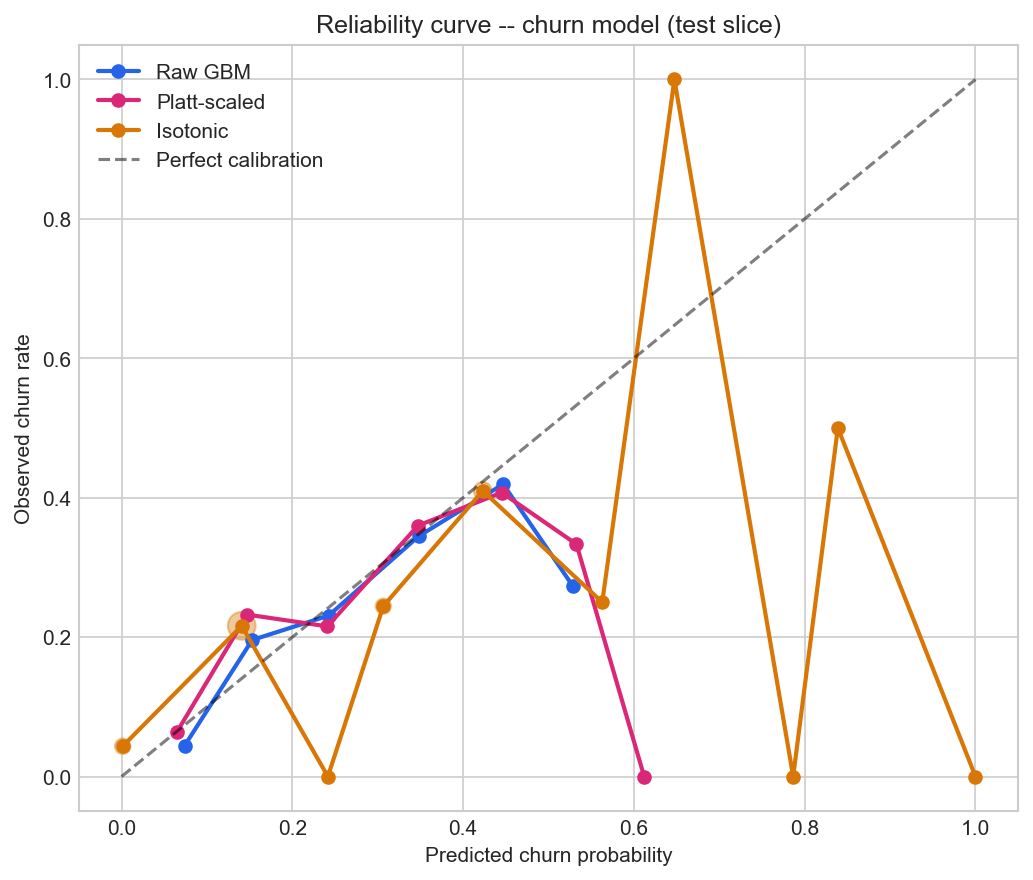 Reliability curve -- churn model (test slice)
Raw GBM
Platt-scaled
Isotonic
Perfect calibration
Observed churn rate
1.0
0.8
0.6
0.4
0.2
0.0
0.0 0.2 0.4 0.6 0.8 1.0
Predicted churn probability